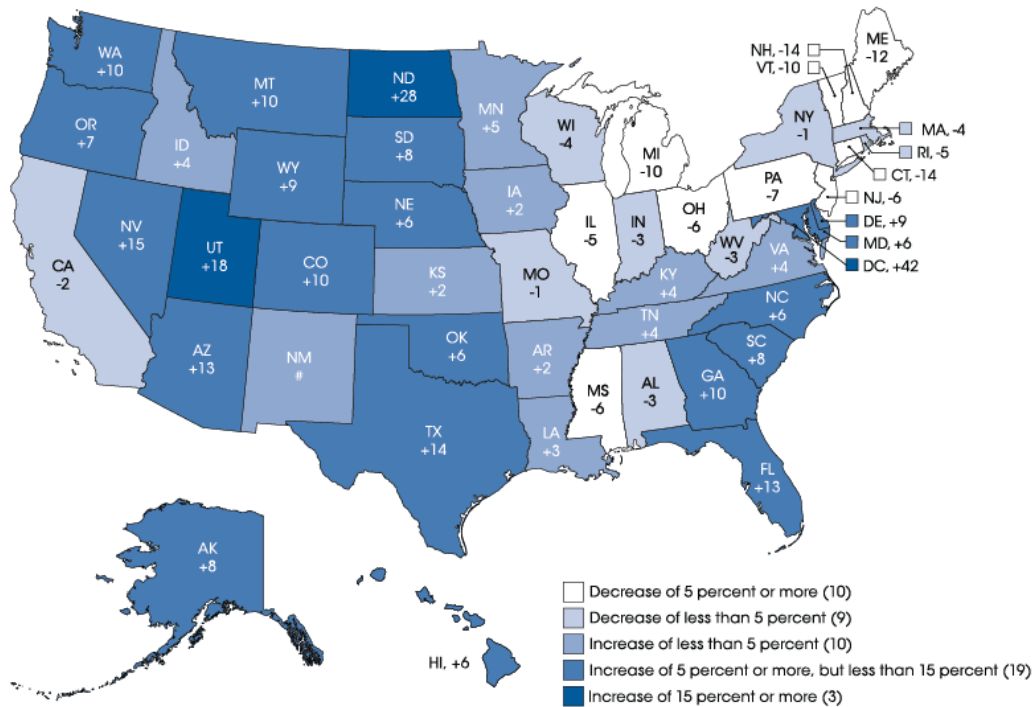 WA
+10
OR
+7
ID
+4
MT
+10
ND
+28
MN
+5
SD
+8
WY
+9
NE
+6
IA
+2
WI
-4
MI
-10
NH, -14
VT, -10
ME
-12
NY
-1
MA, -4
RI, -5
CT, -14
NJ, -6
DE, +9
MD, +6
DC, +42
PA
-7
OH
-6
IN
-3
IL
-5
WV
-3
VA
+4
KY
+4
TN
+4
NC
+6
SC
+8
GA
+10
CA
-2
NV
+15
UT
+18
CO
+10
KS
+2
MO
-1
AZ
+13
NM
#
OK
+6
AR
+2
MS
-6
AL
-3
TX
+14
LA
+3
FL
+13
AK
+8
HI, +6
Decrease of 5 percent or more (10)
Decrease of less than 5 percent (9)
Increase of less than 5 percent (10)
Increase of 5 percent or more, but less than 15 percent (19)
Increase of 15 percent or more (3)